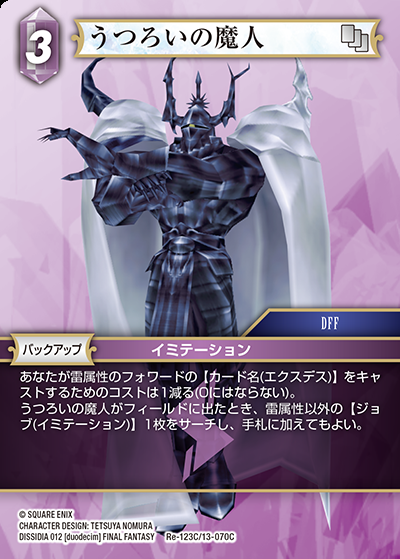 3
うつろいの魔人
DFF
バックアップ
イミテーション
あなたが雷属性のフォワードの【カード名(エクスデス)】をキャ
ストするためのコストは1減る(0にはならない)。
うつろいの魔人がフィールドに出たとき、雷属性以外の【ジョ
ブ(イミテーション)】1枚をサーチし、手札に加えてもよい。
© SQUARE ENIX
CHARACTER DESIGN: TETSUYA NOMURA
DISSIDIA 012 [duodecim] FINAL FANTASY
Re-123C/13-070C